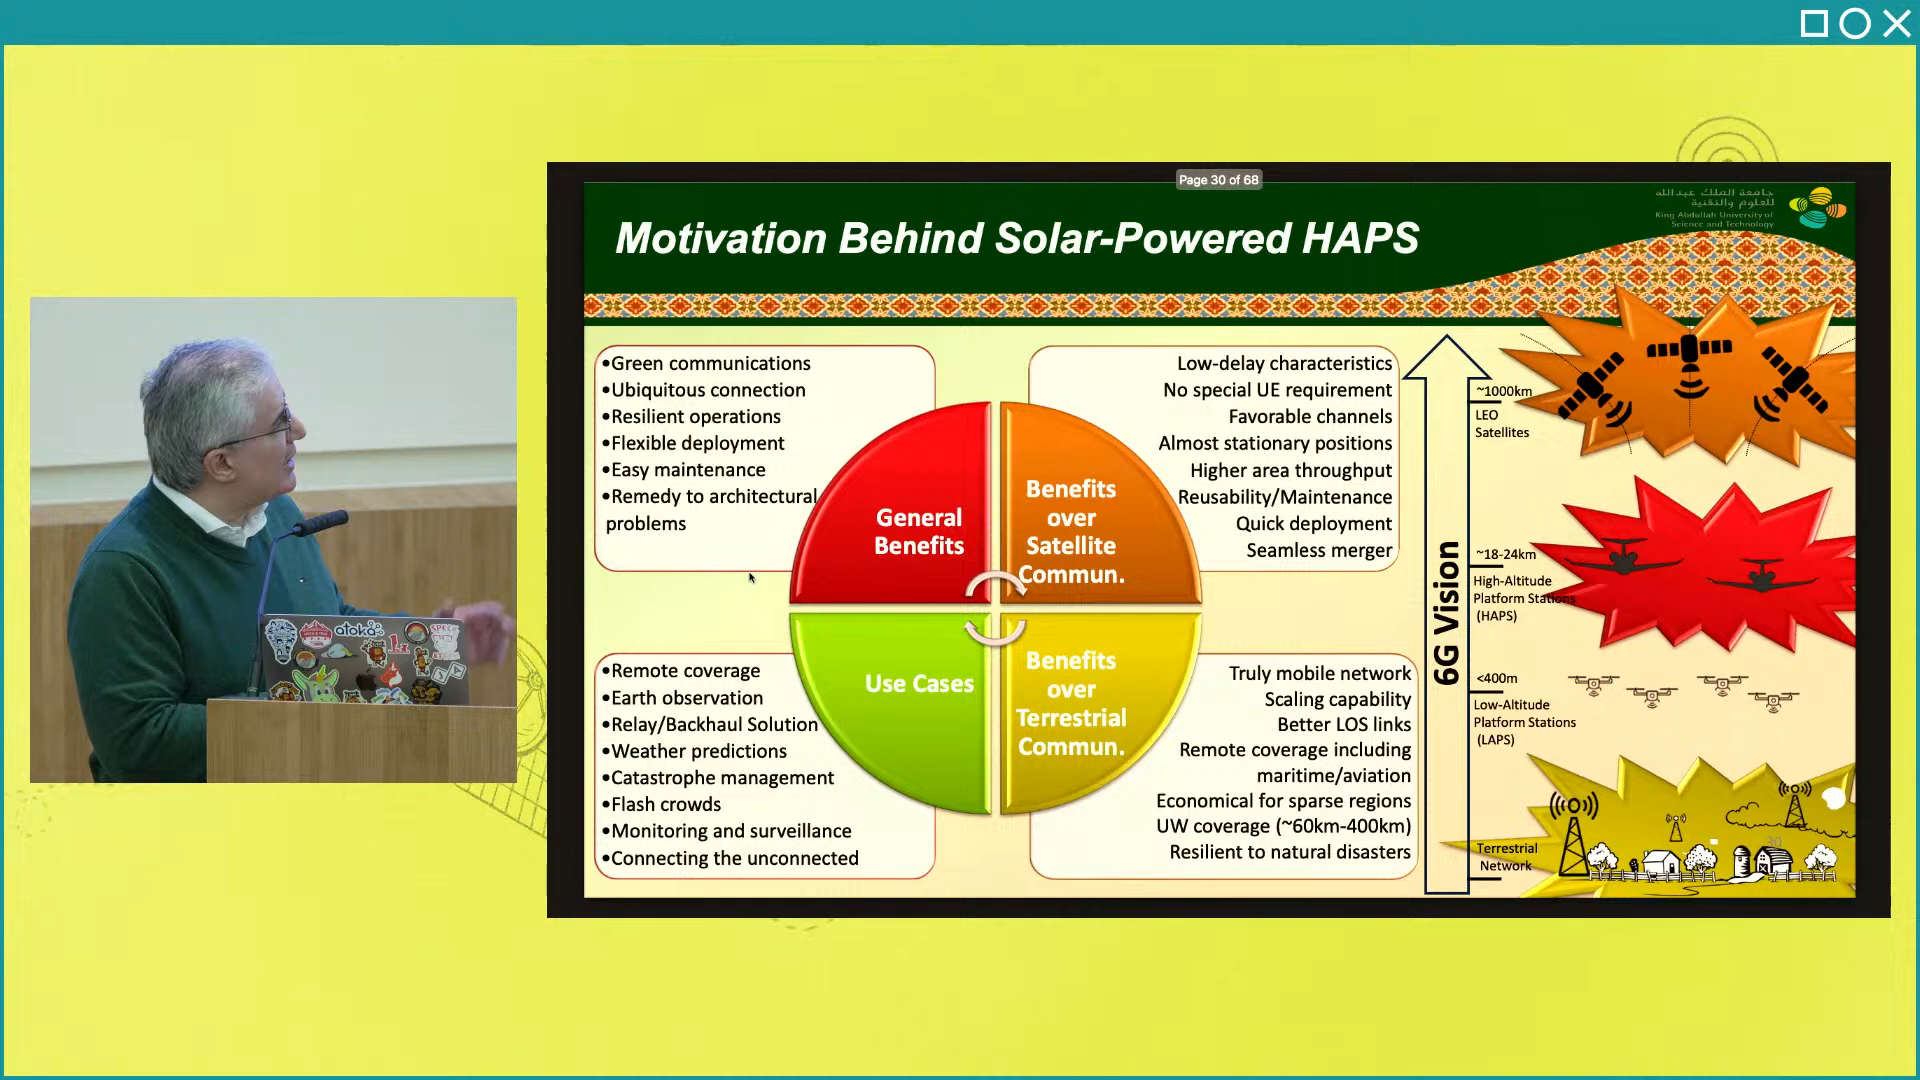 Page 30 of 68
جامعة الملك عبدالله
للعلوم والتقنية
King Abdullah University of
Science and Technology
Motivation Behind Solar-Powered HAPS
•Green communications
•Ubiquitous connection
•Resilient operations
•Flexible deployment
•Easy maintenance
•Remedy to architectural
problems
General
Benefits
Benefits
over
Satellite
Commun.
Low-delay characteristics
No special UE requirement
Favorable channels
Almost stationary positions
Higher area throughput
Reusability/Maintenance
Quick deployment
Seamless merger
•Remote coverage
•Earth observation
•Relay/Backhaul Solution
•Weather predictions
•Catastrophe management
•Flash crowds
•Monitoring and surveillance
•Connecting the unconnected
Use Cases
Benefits
over
Terrestrial
Commun.
Truly mobile network
Scaling capability
Better LOS links
Remote coverage including
maritime/aviation
Economical for sparse regions
UW coverage (~60km-400km)
Resilient to natural disasters
6G Vision
~1000km
LEO
Satellites
~18-24km
High-Altitude
Platform Stations
(HAPS)
<400m
Low-Altitude
Platform Stations
(LAPS)
Terrestrial
Network
30
atoka